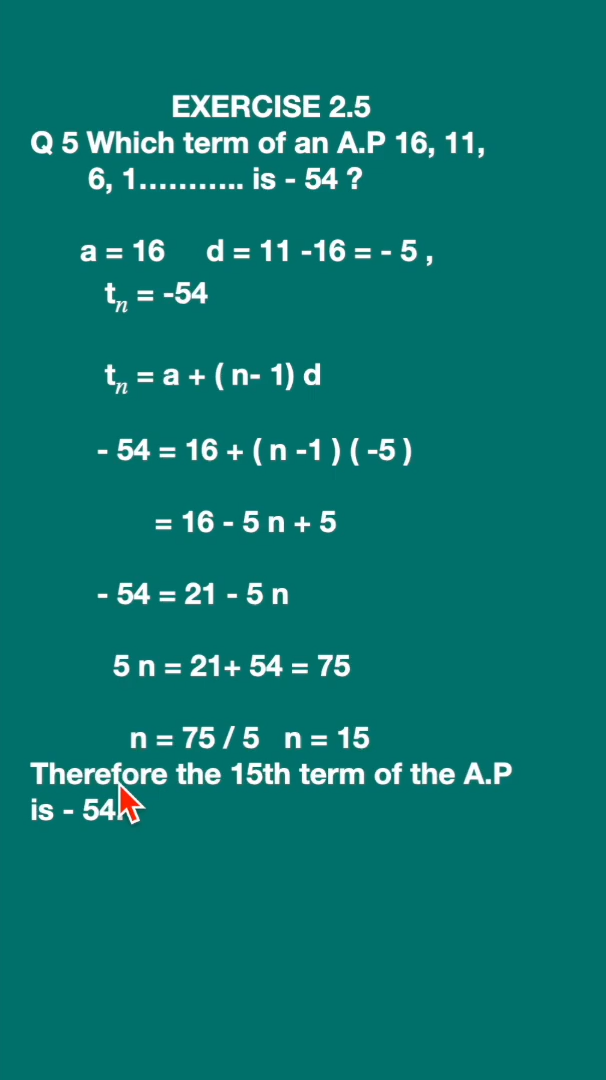 EXERCISE 2.5
Q 5 Which term of an A.P 16, 11,
6, 1........... is - 54 ?
a = 16 d = 11 -16 = - 5 ,
tₙ = -54
tₙ = a + ( n- 1) d
- 54 = 16 + ( n -1 ) ( -5 )
= 16 - 5 n + 5
- 54 = 21 - 5 n
5 n = 21+ 54 = 75
n = 75 / 5 n = 15
Therefore the 15th term of the A.P
is - 54.